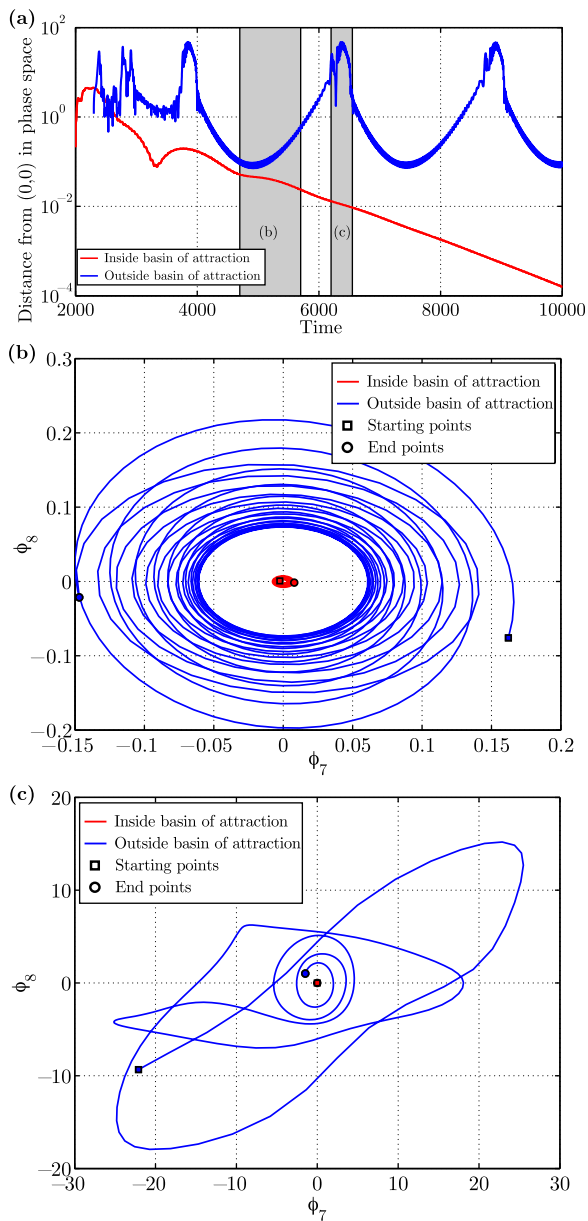 (a)
Distance from (0,0) in phase space
10^2
10^0
10^−2
10^−4
(b)
(c)
Inside basin of attraction
Outside basin of attraction
2000
4000
6000
8000
10000
Time
(b)
0.3
0.2
0.1
0
−0.1
−0.2
ϕ_8
Inside basin of attraction
Outside basin of attraction
Starting points
End points
−0.15
−0.1
−0.05
0
0.05
0.1
0.15
0.2
ϕ_7
(c)
20
10
0
−10
−20
ϕ_8
Inside basin of attraction
Outside basin of attraction
Starting points
End points
−30
−20
−10
0
10
20
30
ϕ_7